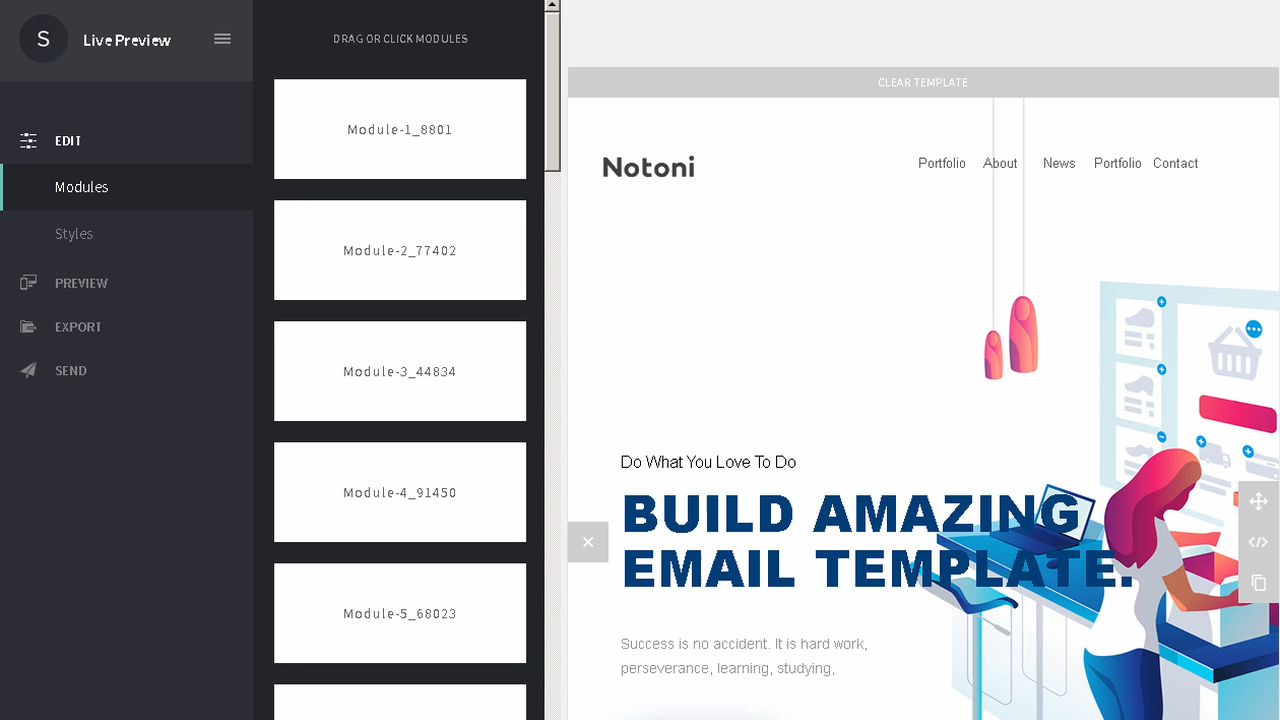 S
Live Preview
EDIT
Modules
Styles
PREVIEW
EXPORT
SEND
DRAG OR CLICK MODULES
Module-1_8801
Module-2_77402
Module-3_44834
Module-4_91450
Module-5_68023
CLEAR TEMPLATE
Notoni
Portfolio About News Portfolio Contact
Do What You Love To Do
BUILD AMAZING
EMAIL TEMPLATE.
Success is no accident. It is hard work,
perseverance, learning, studying,